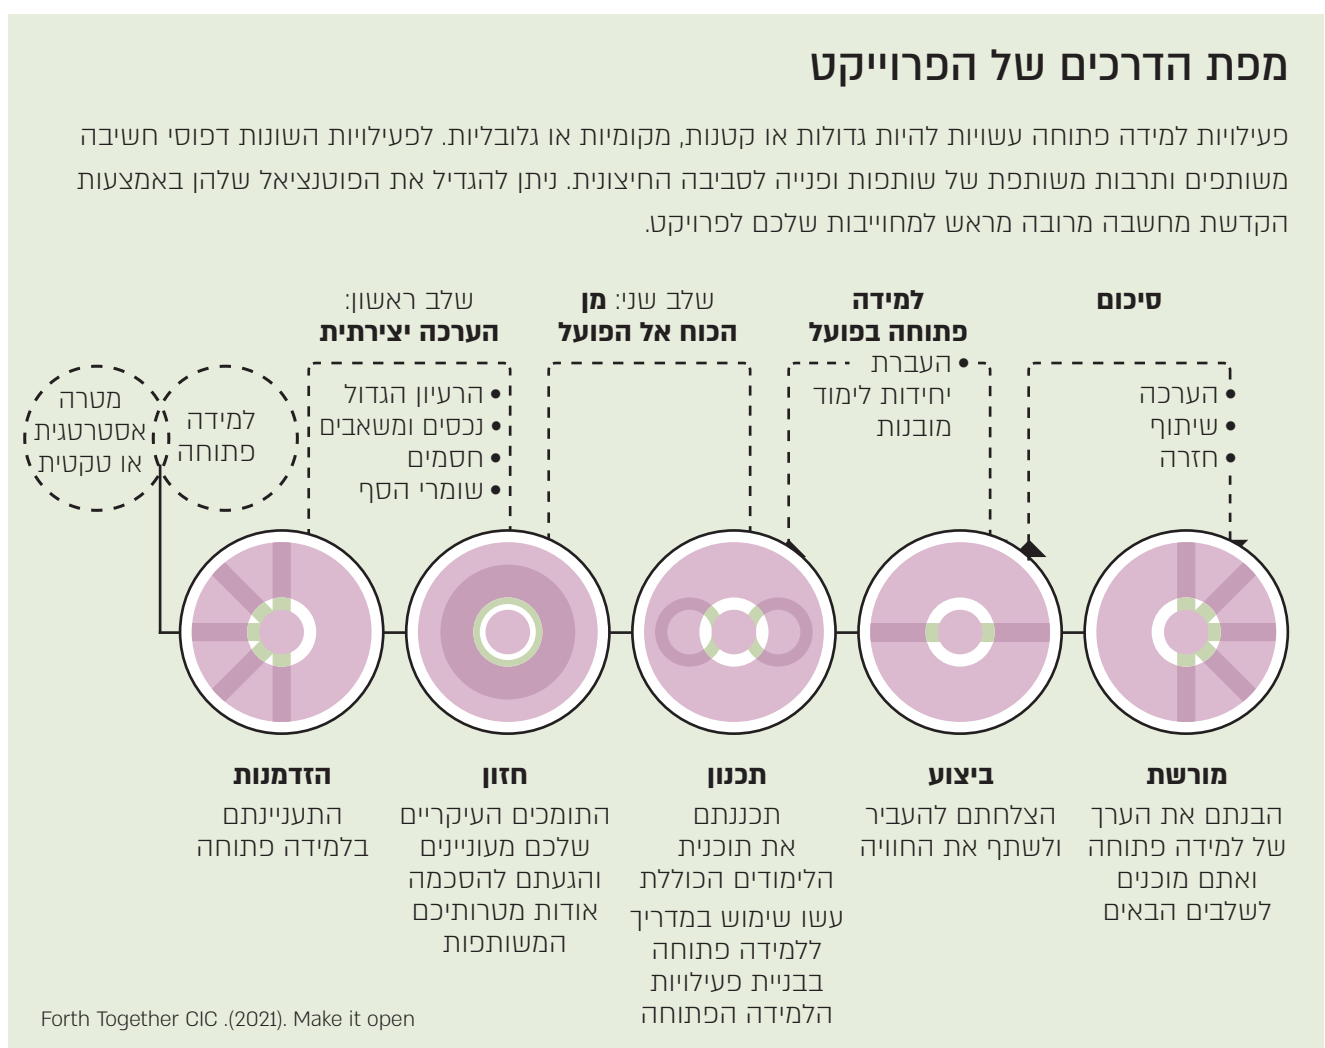 מפת הדרכים של הפרוייקט
פעילויות למידה פתוחה עשויות להיות גדולות או קטנות, מקומיות או גלובליות. לפעילויות השונות דפוסי חשיבה
משותפים ותרבות משותפת של שותפות ופנייה לסביבה החיצונית. ניתן להגדיל את הפוטנציאל שלהן באמצעות
הקדשת מחשבה מרובה מראש למחוייבות שלכם לפרויקט.
מטרה
אסטרטגית
או טקטית
למידה
פתוחה
שלב ראשון:
הערכה יצירתית
• הרעיון הגדול
• נכסים ומשאבים
• חסמים
• שומרי הסף
שלב שני: מן
הכוח אל הפועל
למידה
פתוחה בפועל
• העברת
יחידות לימוד
מובנות
סיכום
• הערכה
• שיתוף
• חזרה
הזדמנות
התעניינתם
בלמידה פתוחה
חזון
התומכים העיקריים
שלכם מעוניינים
והגעתם להסכמה
אודות מטרותיכם
המשותפות
תכנון
תכננתם
את תוכנית
הלימודים הכוללת
עשו שימוש במדריך
ללמידה פתוחה
בבניית פעילויות
הלמידה הפתוחה
ביצוע
הצלחתם להעביר
ולשתף את החוויה
מורשת
הבנתם את הערך
של למידה פתוחה
ואתם מוכנים
לשלבים הבאים
Forth Together CIC .(2021). Make it open